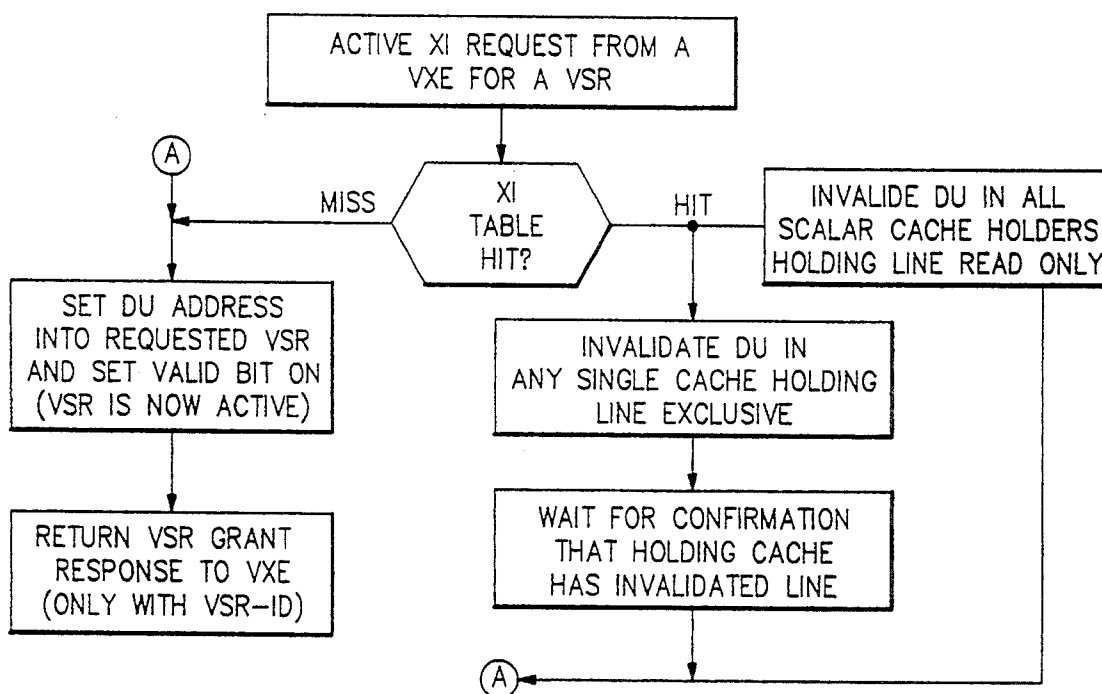 ACTIVE XI REQUEST FROM A
VXE FOR A VSR
A
MISS
XI
TABLE
HIT?
HIT
INVALIDE DU IN ALL
SCALAR CACHE HOLDERS
HOLDING LINE READ ONLY
SET DU ADDRESS
INTO REQUESTED VSR
AND SET VALID BIT ON
(VSR IS NOW ACTIVE)
INVALIDATE DU IN
ANY SINGLE CACHE HOLDING
LINE EXCLUSIVE
RETURN VSR GRANT
RESPONSE TO VXE
(ONLY WITH VSR-ID)
WAIT FOR CONFIRMATION
THAT HOLDING CACHE
HAS INVALIDATED LINE
A